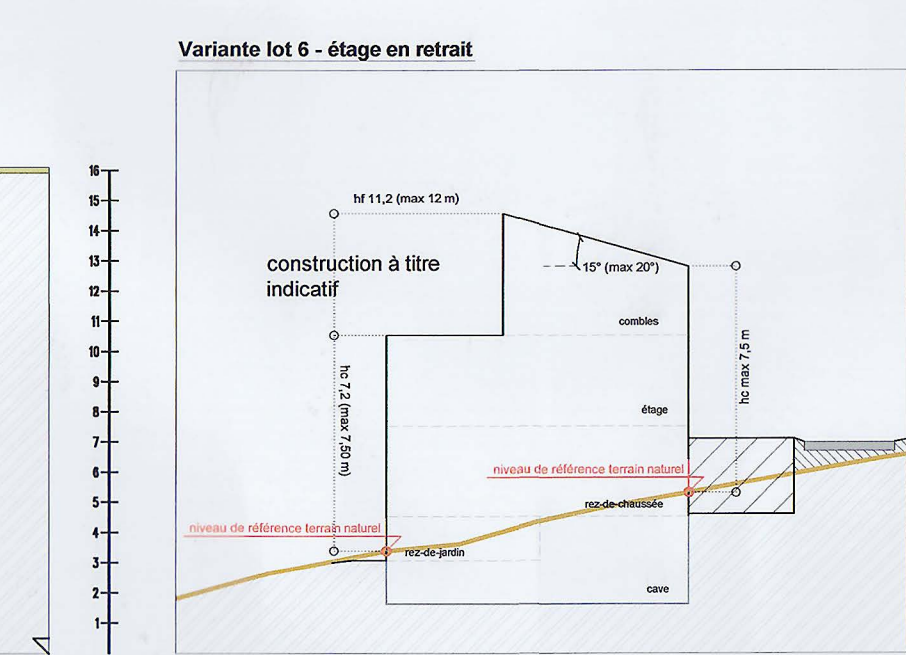 Variante lot 6 - étage en retrait
16
15
14
13
12
11
10
9
8
7
6
5
4
3
2
1
hf 11,2 (max 12 m)
construction à titre
indicatif
15° (max 20°)
combles
hc 7,2 (max 7,50 m)
hc max 7,5 m
étage
niveau de référence terrain naturel
rez-de-chaussée
niveau de référence terrain naturel
rez-de-jardin
cave